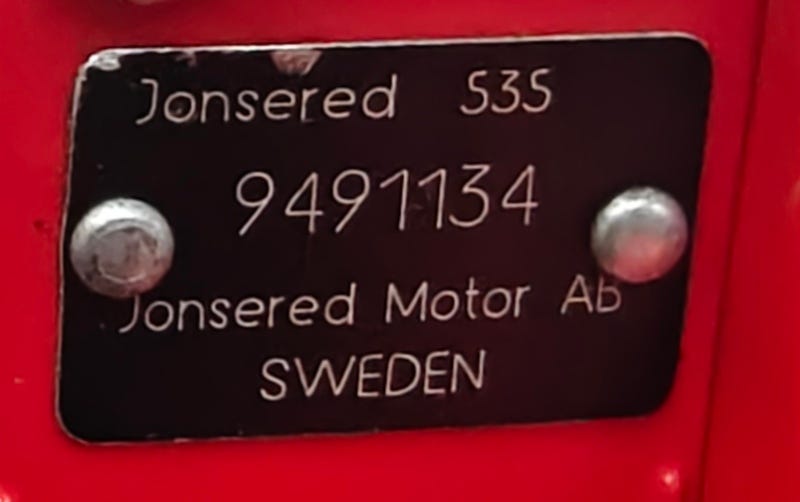 Jonsered 535
9491134
Jonsered Motor AB
SWEDEN